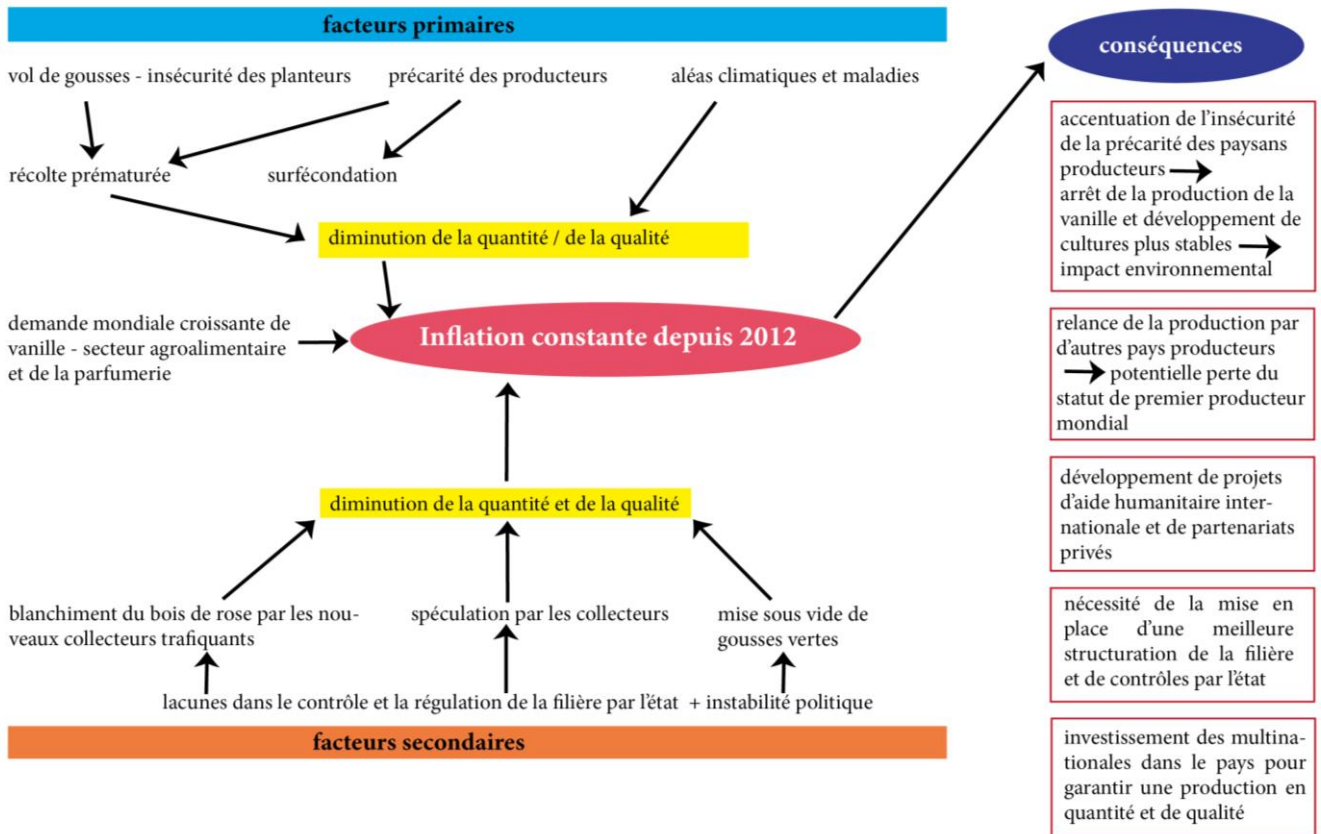 facteurs primaires
vol de gousses - insécurité des planteurs
précarité des producteurs
aléas climatiques et maladies
récolte prématurée
surfécondation
diminution de la quantité / de la qualité
demande mondiale croissante de
vanille - secteur agroalimentaire
et de la parfumerie
Inflation constante depuis 2012
diminution de la quantité et de la qualité
blanchiment du bois de rose par les nou-
veaux collecteurs trafiquants
spéculation par les collecteurs
mise sous vide de
gousses vertes
lacunes dans le contrôle et la régulation de la filière par l'état + instabilité politique
facteurs secondaires
conséquences
accentuation de l'insécurité
de la précarité des paysans
producteurs
arrêt de la production de la
vanille et développement de
cultures plus stables
impact environnemental
relance de la production par
d'autres pays producteurs
potentielle perte du
statut de premier producteur
mondial
développement de projets
d'aide humanitaire inter-
nationale et de partenariats
privés
nécessité de la mise en
place d'une meilleure
structuration de la filière
et de contrôles par l'état
investissement des multina-
tionales dans le pays pour
garantir une production en
quantité et de qualité